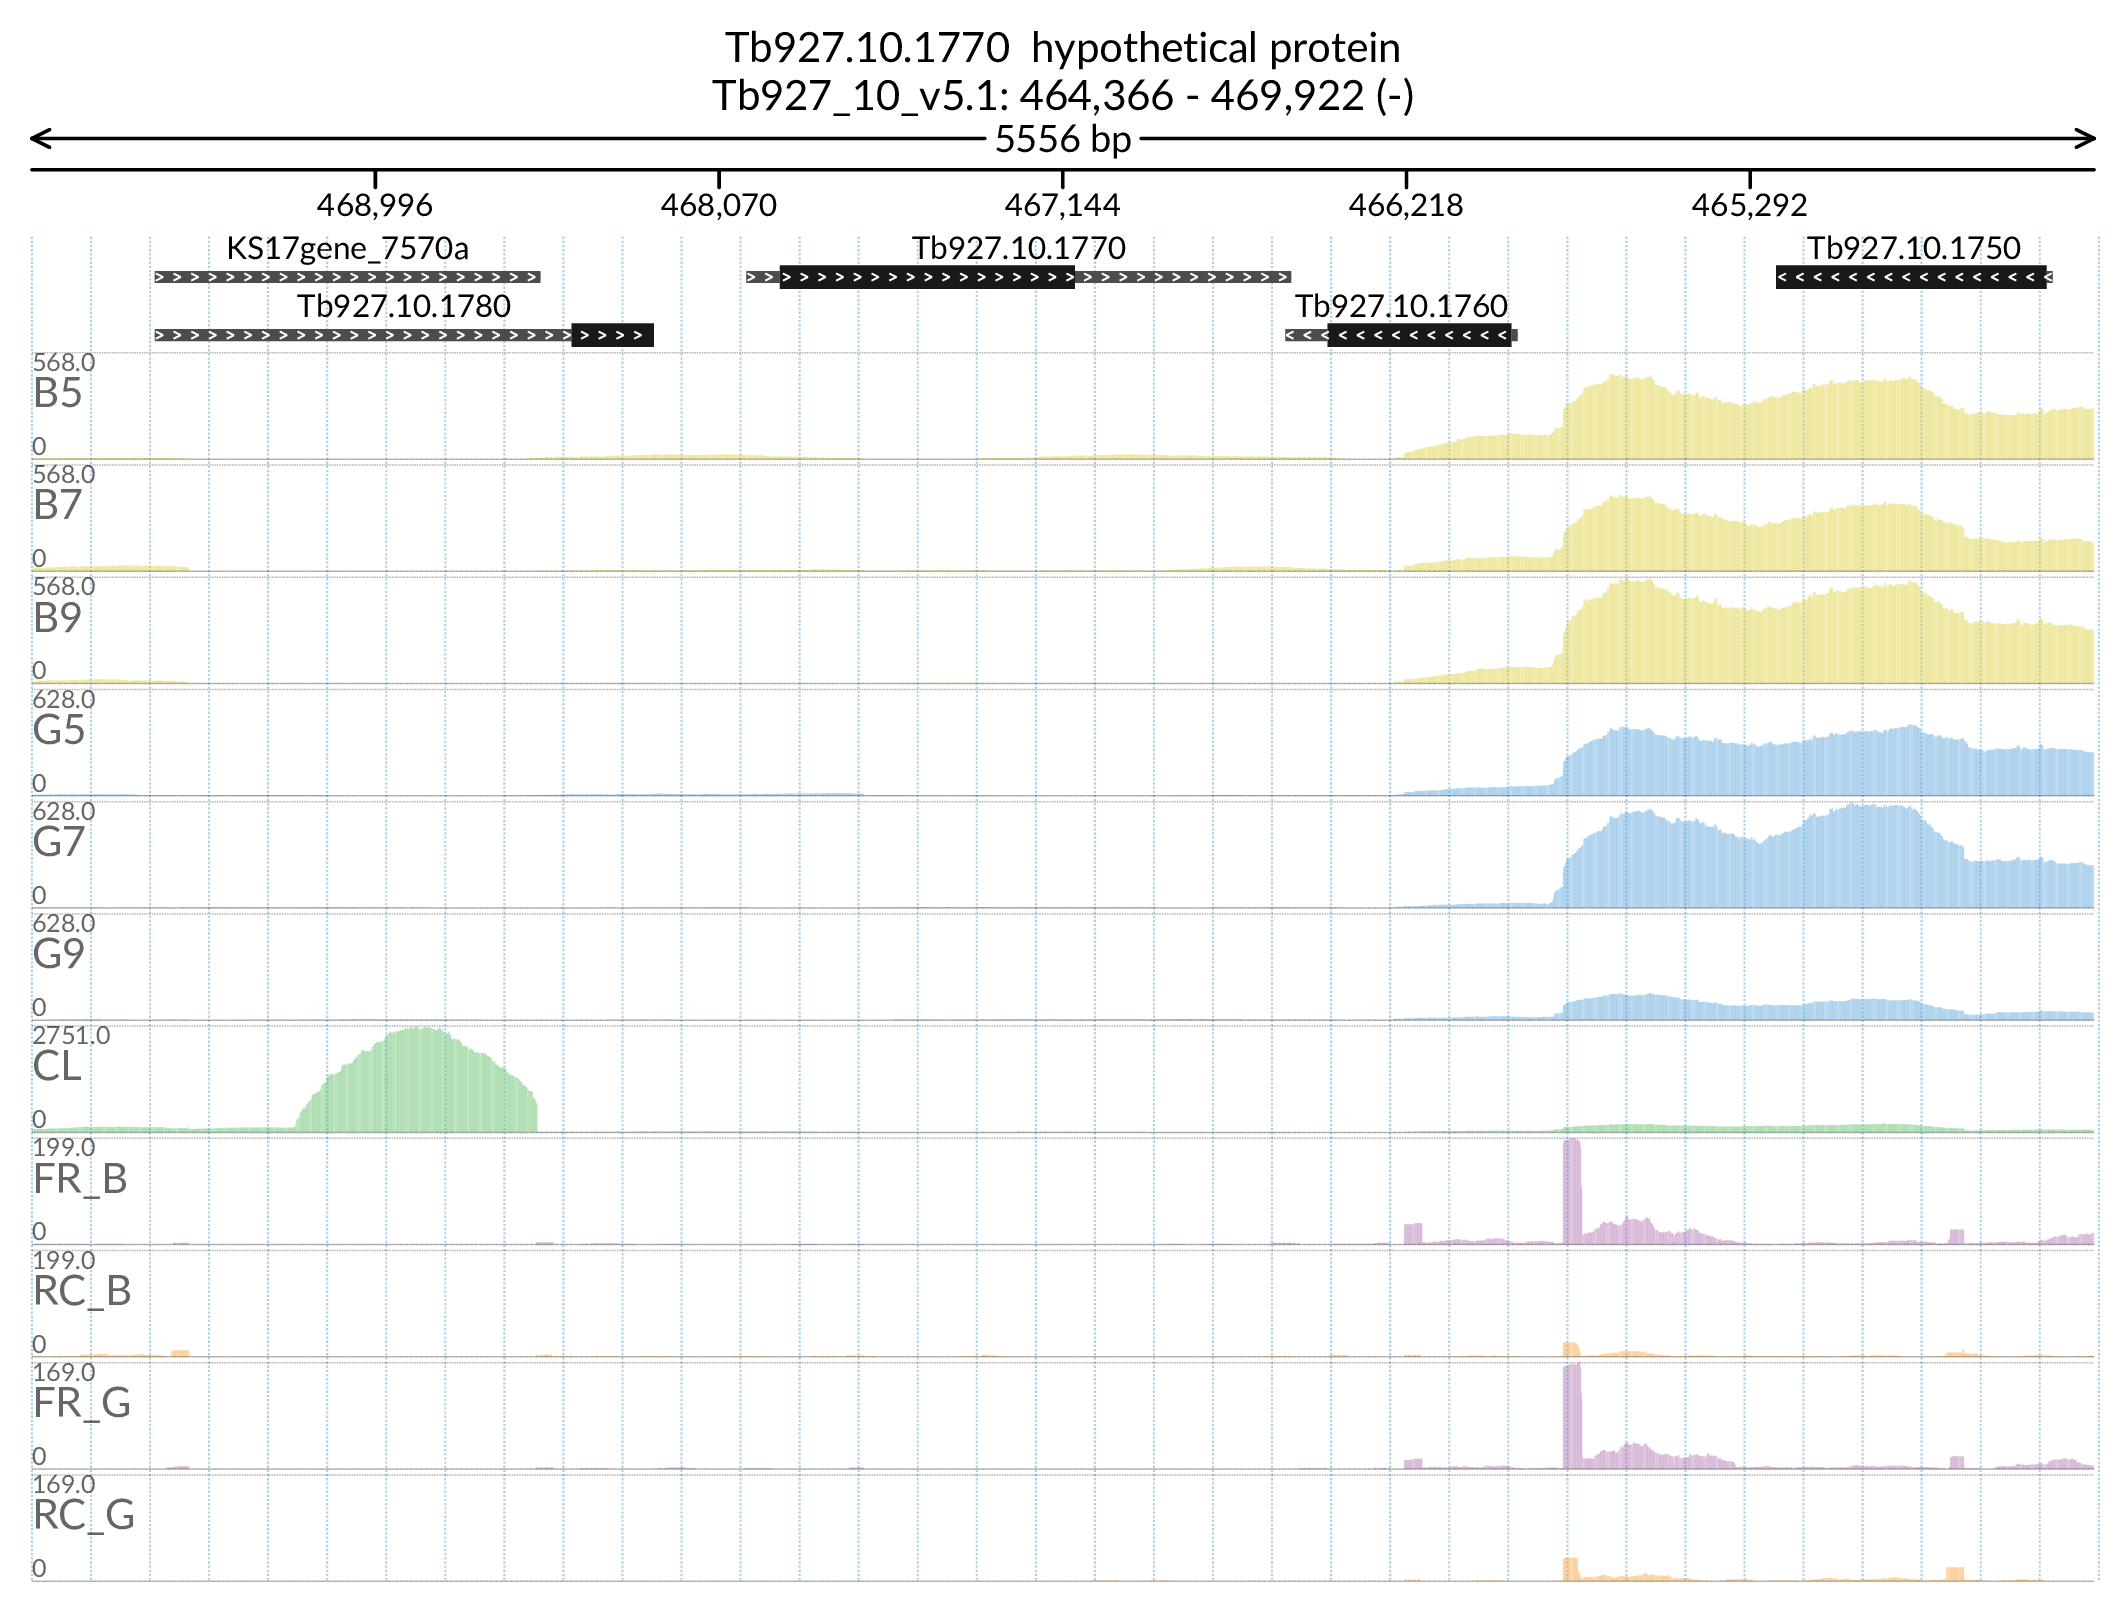 Tb927.10.1770  hypothetical protein
Tb927_10_v5.1: 464,366 - 469,922 (-)
5556 bp
468,996 468,070 467,144 466,218 465,292
KS17gene_7570a Tb927.10.1770 Tb927.10.1750
Tb927.10.1780 Tb927.10.1760
568.0
B5
0
568.0
B7
0
568.0
B9
0
628.0
G5
0
628.0
G7
0
628.0
G9
0
2751.0
CL
0
199.0
FR_B
0
199.0
RC_B
0
169.0
FR_G
0
169.0
RC_G
0